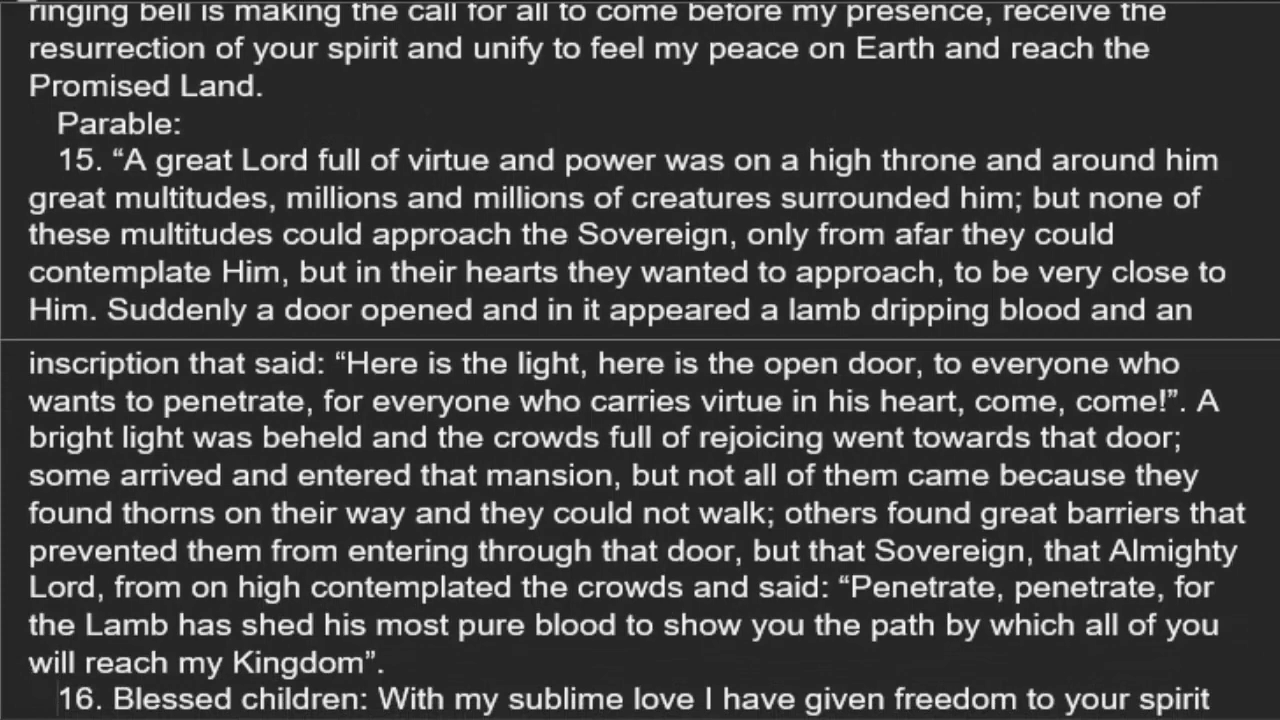 ringing bell is making the call for all to come before my presence, receive the
resurrection of your spirit and unify to feel my peace on Earth and reach the
Promised Land.
Parable:
15. “A great Lord full of virtue and power was on a high throne and around him
great multitudes, millions and millions of creatures surrounded him; but none of
these multitudes could approach the Sovereign, only from afar they could
contemplate Him, but in their hearts they wanted to approach, to be very close to
Him. Suddenly a door opened and in it appeared a lamb dripping blood and an
inscription that said: “Here is the light, here is the open door, to everyone who
wants to penetrate, for everyone who carries virtue in his heart, come, come!”. A
bright light was beheld and the crowds full of rejoicing went towards that door;
some arrived and entered that mansion, but not all of them came because they
found thorns on their way and they could not walk; others found great barriers that
prevented them from entering through that door, but that Sovereign, that Almighty
Lord, from on high contemplated the crowds and said: “Penetrate, penetrate, for
the Lamb has shed his most pure blood to show you the path by which all of you
will reach my Kingdom”.
16. Blessed children: With my sublime love I have given freedom to your spirit